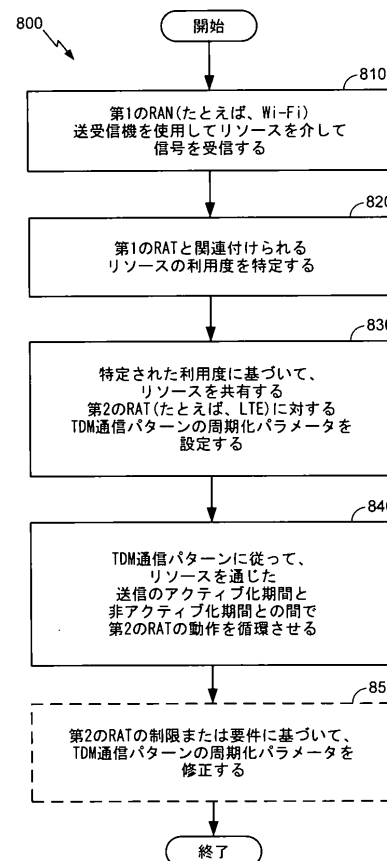 800
開始
810
第1のRAN(たとえば、Wi-Fi)
送受信機を使用してリソースを介して
信号を受信する
820
第1のRATと関連付けられる
リソースの利用度を特定する
830
特定された利用度に基づいて、
リソースを共有する
第2のRAT(たとえば、LTE)に対する
TDM通信パターンの周期化パラメータを
設定する
840
TDM通信パターンに従って、
リソースを通じた
送信のアクティブ化期間と
非アクティブ化期間との間で
第2のRATの動作を循環させる
第2のRATの制限または要件に基づいて、
TDM通信パターンの周期化パラメータを
修正する
終了